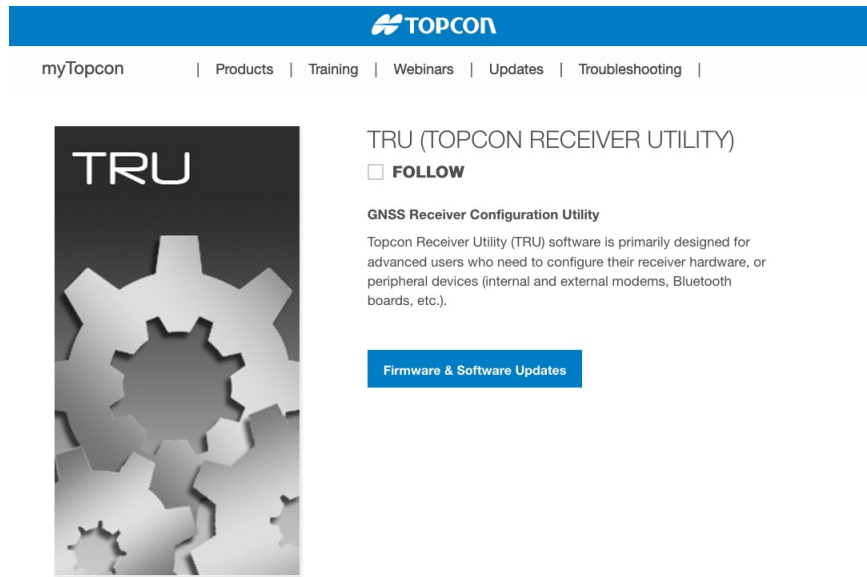 TOPCON
myTopcon | Products | Training | Webinars | Updates | Troubleshooting |
TRU
TRU (TOPCON RECEIVER UTILITY)
FOLLOW
GNSS Receiver Configuration Utility
Topcon Receiver Utility (TRU) software is primarily designed for
advanced users who need to configure their receiver hardware, or
peripheral devices (internal and external modems, Bluetooth
boards, etc.).
Firmware & Software Updates